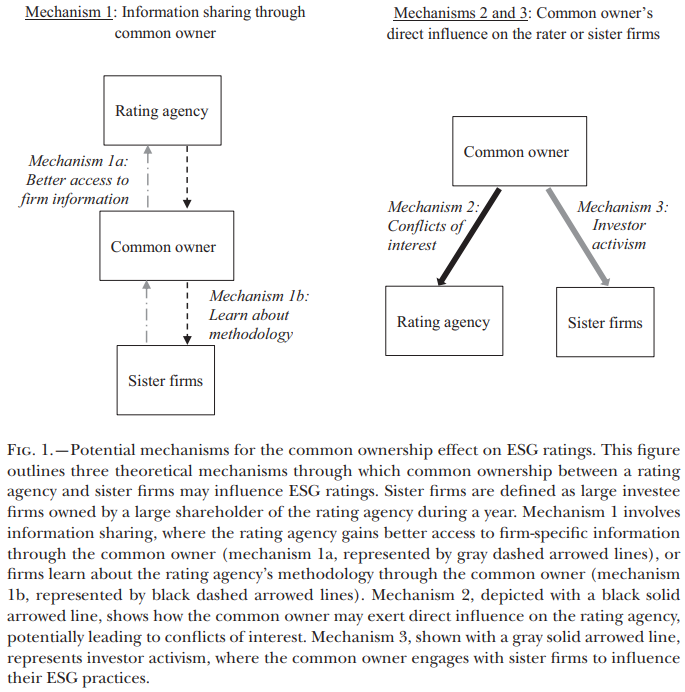 Mechanism 1: Information sharing through
common owner
Rating agency
Mechanism 1a:
Better access to
firm information
Common owner
Mechanism 1b:
Learn about
methodology
Sister firms
Mechanisms 2 and 3: Common owner's
direct influence on the rater or sister firms
Common owner
Mechanism 2:
Conflicts of
interest
Mechanism 3:
Investor
activism
Rating agency
Sister firms
FIG. 1.—Potential mechanisms for the common ownership effect on ESG ratings. This figure
outlines three theoretical mechanisms through which common ownership between a rating
agency and sister firms may influence ESG ratings. Sister firms are defined as large investee
firms owned by a large shareholder of the rating agency during a year. Mechanism 1 involves
information sharing, where the rating agency gains better access to firm-specific information
through the common owner (mechanism 1a, represented by gray dashed arrowed lines), or
firms learn about the rating agency's methodology through the common owner (mechanism
1b, represented by black dashed arrowed lines). Mechanism 2, depicted with a black solid
arrowed line, shows how the common owner may exert direct influence on the rating agency,
potentially leading to conflicts of interest. Mechanism 3, shown with a gray solid arrowed line,
represents investor activism, where the common owner engages with sister firms to influence
their ESG practices.